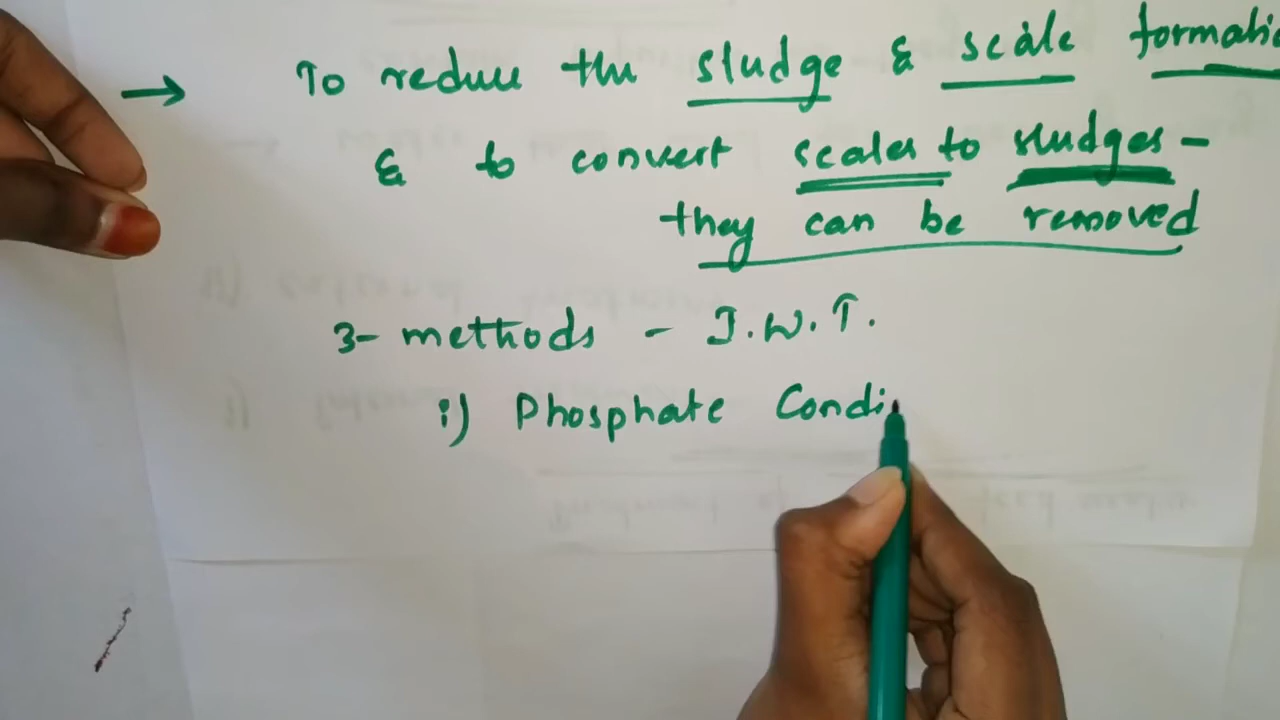 → To reduce the sludge & scale formatio
& to convert scales to sludges -
they can be removed
3- methods - I.W.T.
i) Phosphate Condi